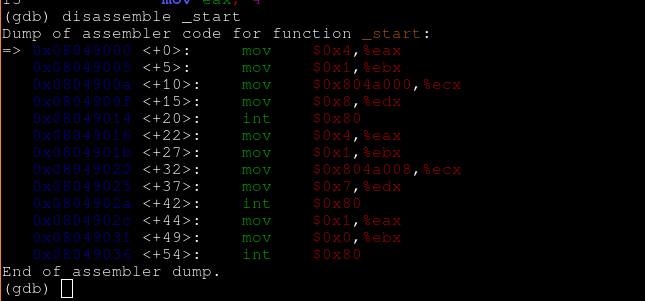 (gdb) disassemble _start
Dump of assembler code for function _start:
=> 0x08049000 <+0>: mov $0x4,%eax
0x08049005 <+5>: mov $0x1,%ebx
0x0804900a <+10>: mov $0x804a000,%ecx
0x0804900f <+15>: mov $0x8,%edx
0x08049014 <+20>: int $0x80
0x08049016 <+22>: mov $0x4,%eax
0x0804901b <+27>: mov $0x1,%ebx
0x08049020 <+32>: mov $0x804a008,%ecx
0x08049025 <+37>: mov $0x7,%edx
0x0804902a <+42>: int $0x80
0x0804902c <+44>: mov $0x1,%eax
0x08049031 <+49>: mov $0x0,%ebx
0x08049036 <+54>: int $0x80
End of assembler dump.
(gdb)